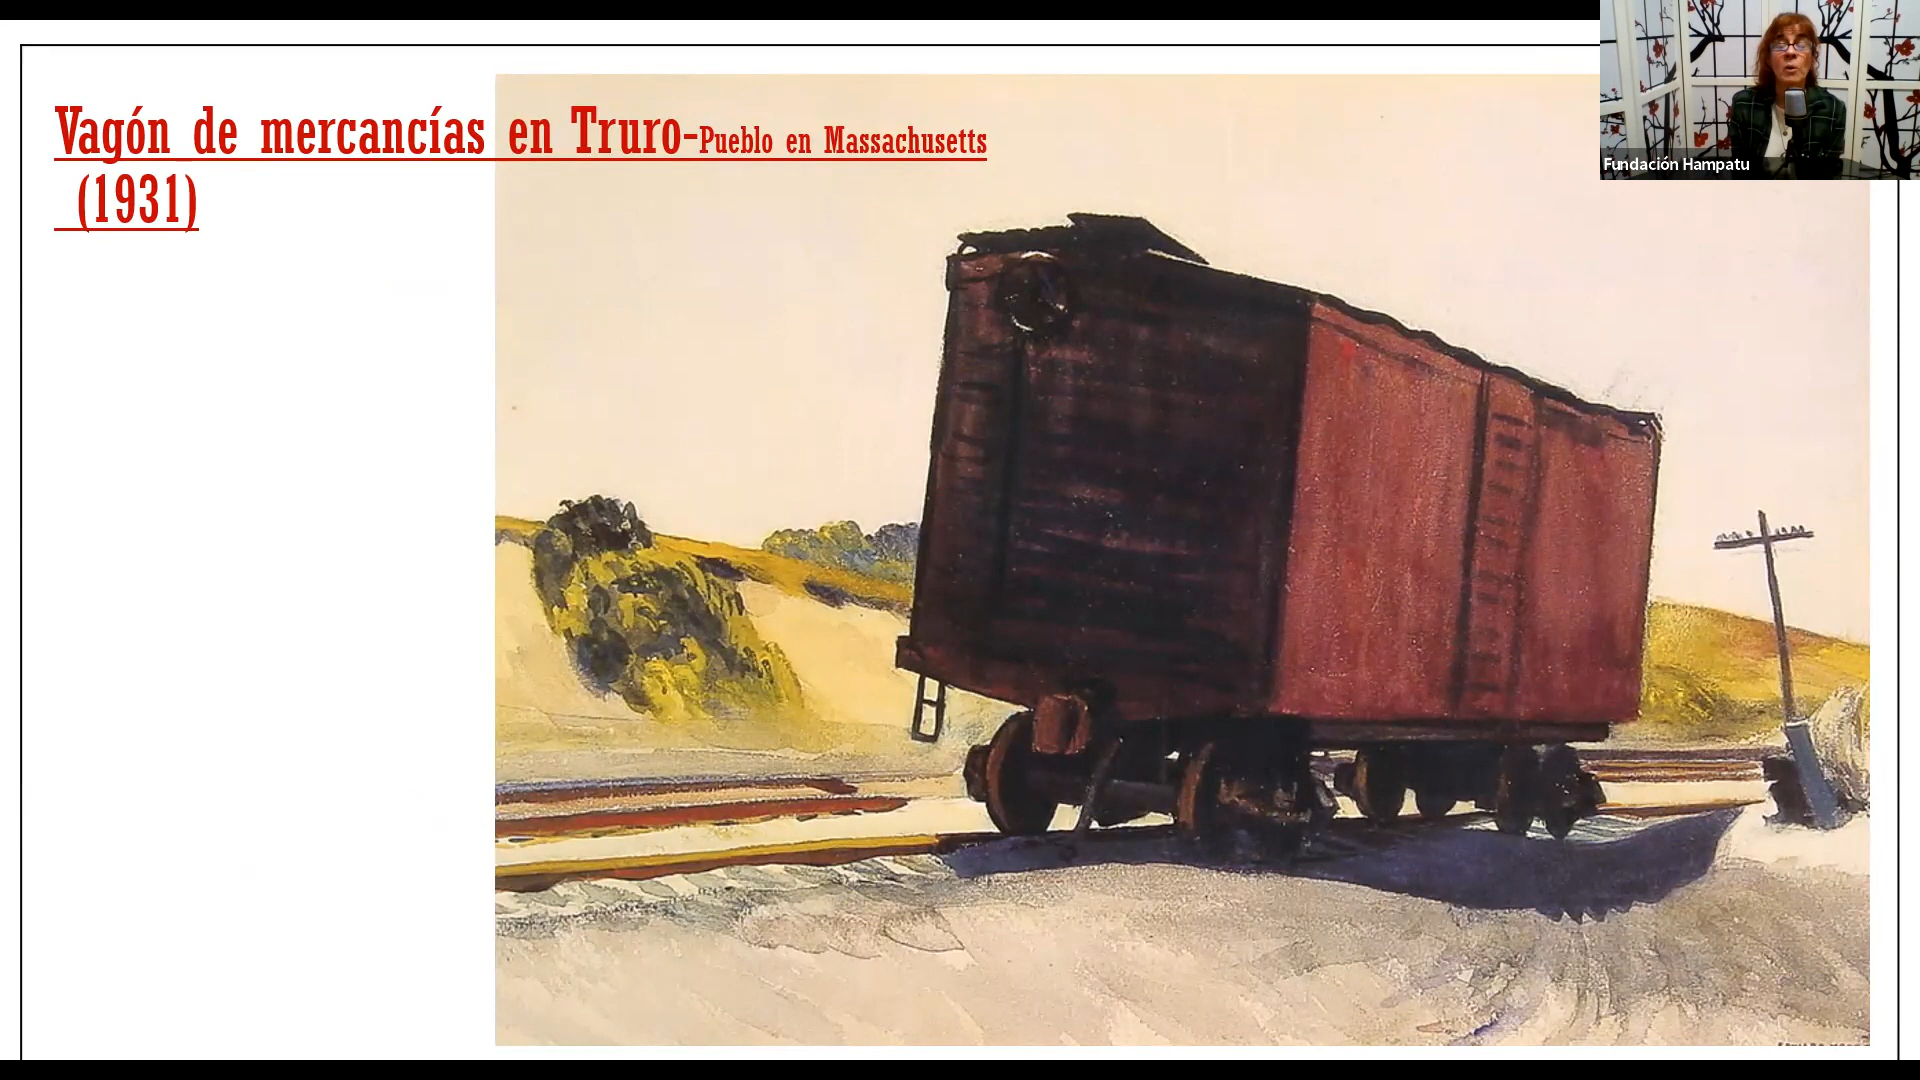 Vagón de mercancías en Truro-Pueblo en Massachusetts
(1931)
Fundación Hampatu